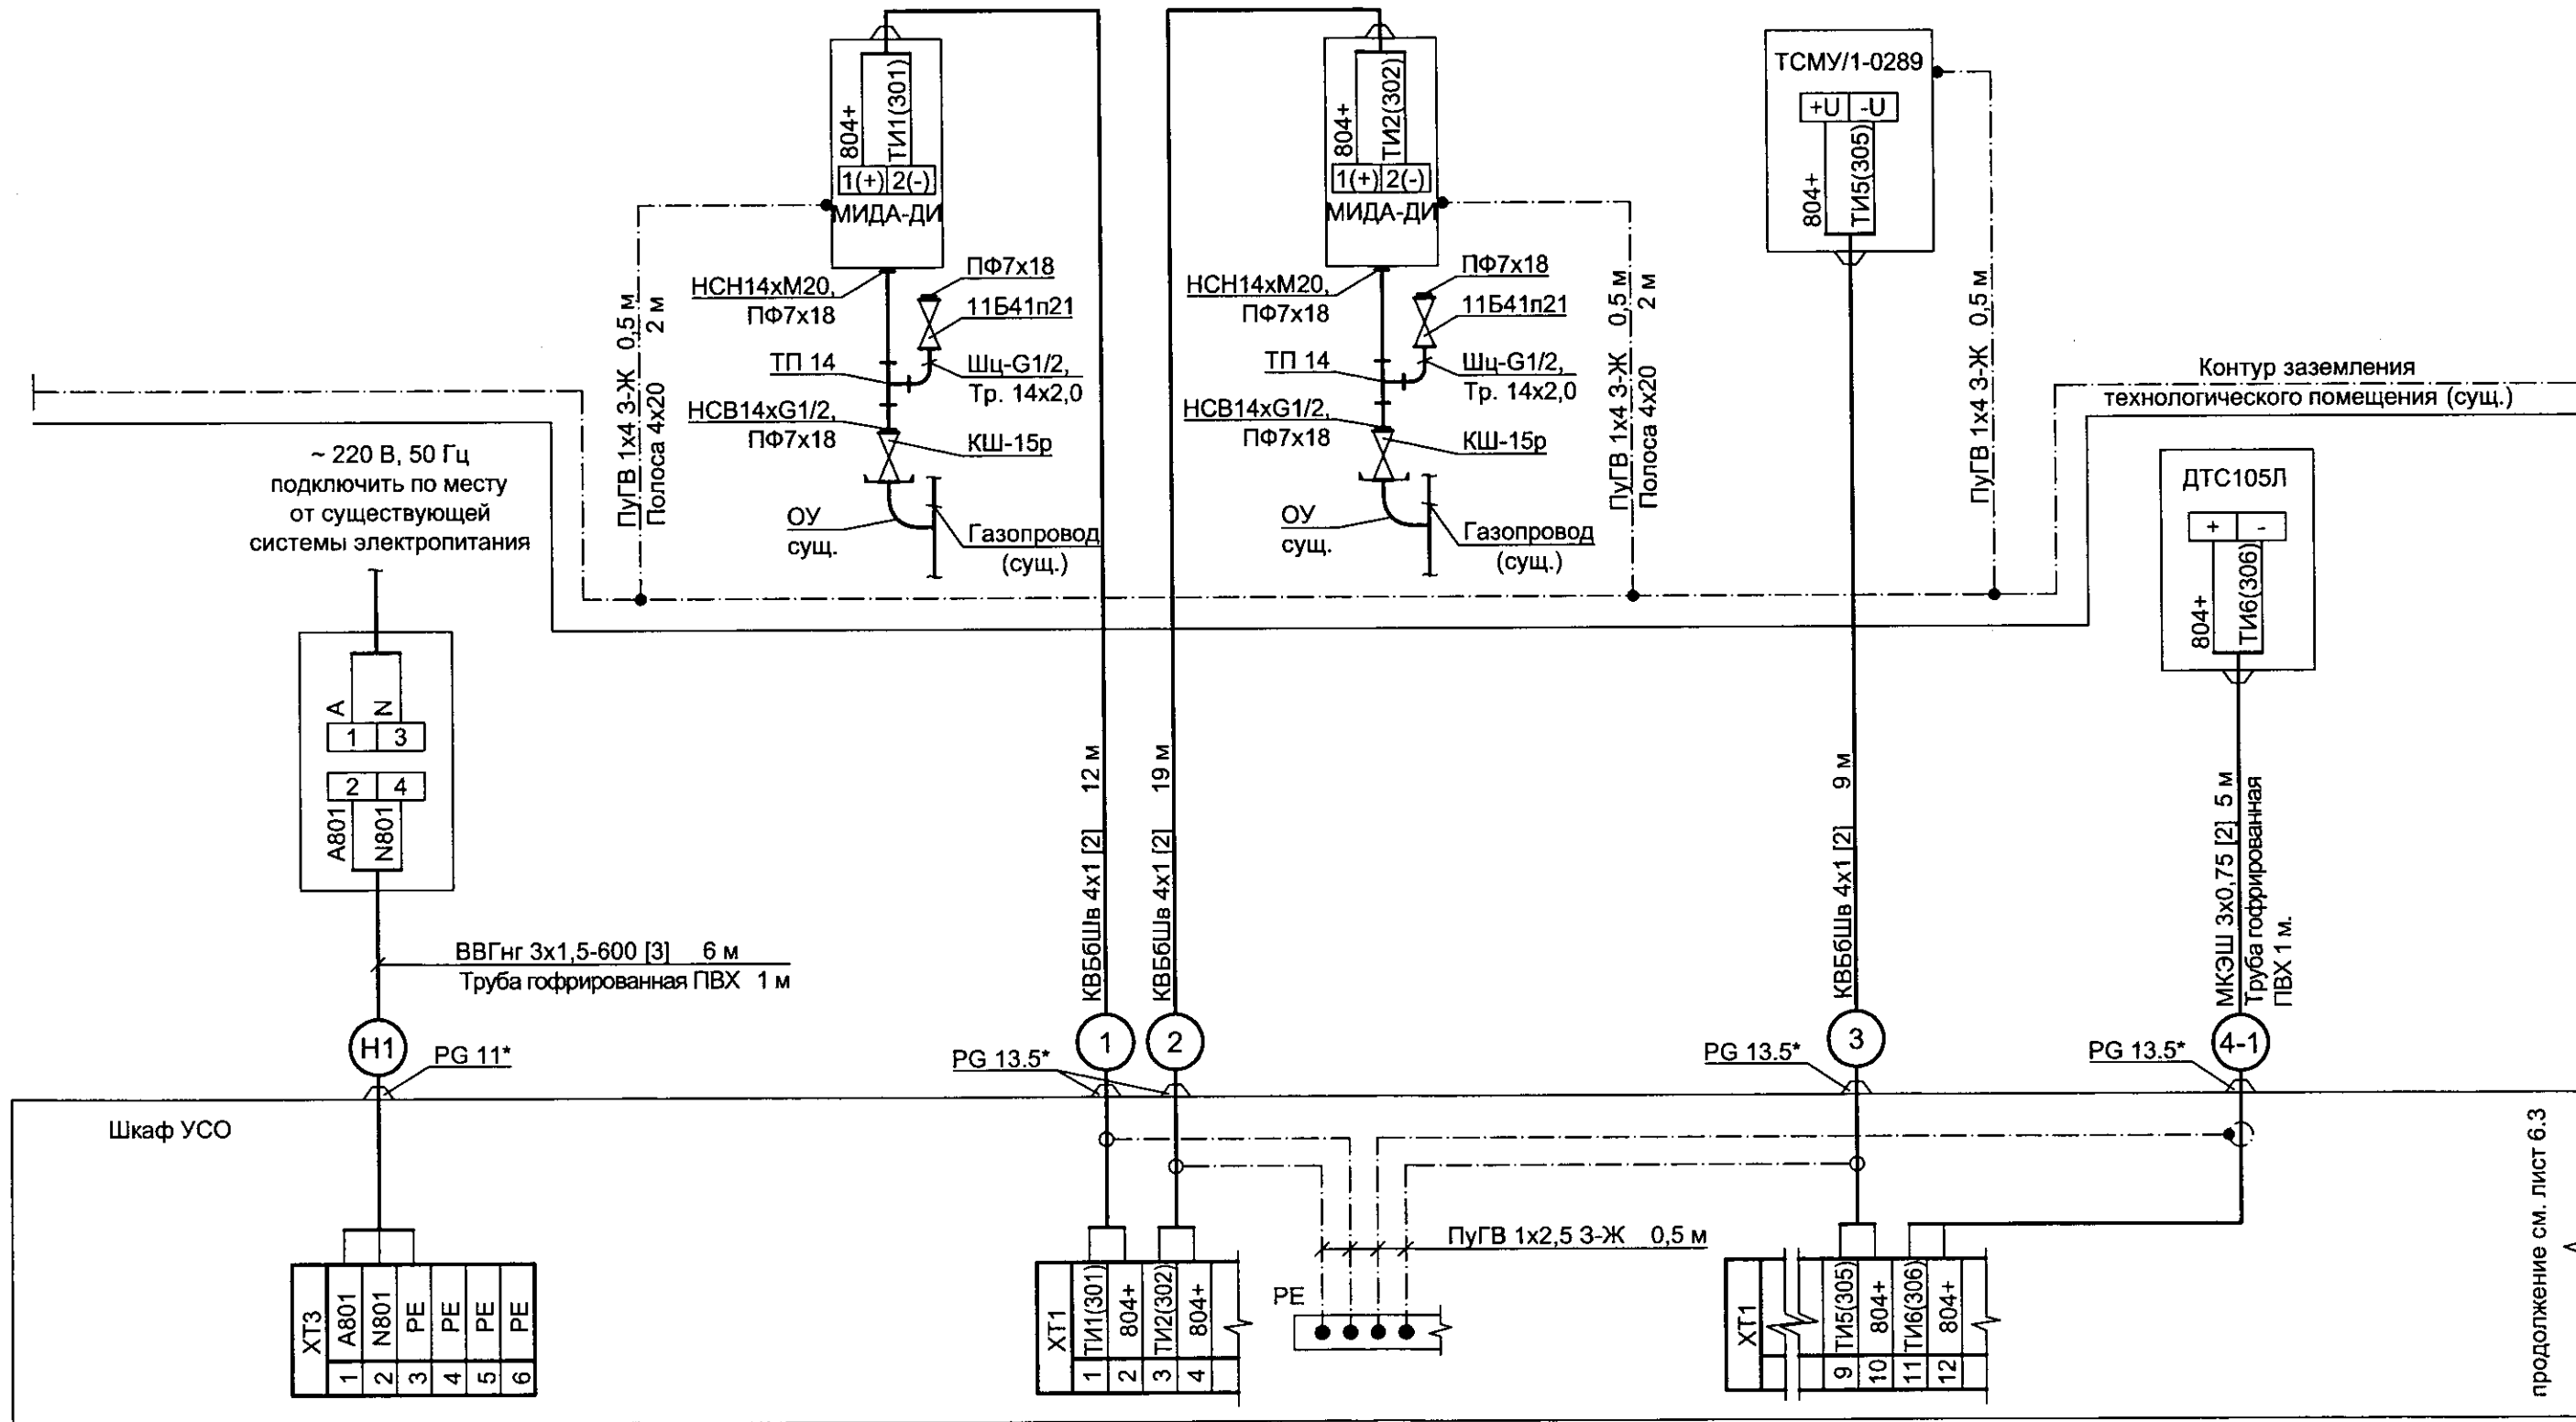 804+
ТИ1(301)
1(+) 2(-)
МИДА-ДИ
НСН14хМ20,
ПФ7х18
ПФ7х18
11Б41п21
ТП 14
Шц-G1/2,
Тр. 14х2,0
НСВ14хG1/2,
ПФ7х18
КШ-15р
ОУ
сущ.
Газопровод
(сущ.)
ПуГВ 1х4 З-Ж 0,5 м
Полоса 4х20 2 м
804+
ТИ2(302)
1(+) 2(-)
МИДА-ДИ
НСН14хМ20,
ПФ7х18
ПФ7х18
11Б41п21
ТП 14
Шц-G1/2,
Тр. 14х2,0
НСВ14хG1/2,
ПФ7х18
КШ-15р
ОУ
сущ.
Газопровод
(сущ.)
ПуГВ 1х4 З-Ж 0,5 м
Полоса 4х20 2 м
ТСМУ/1-0289
+U -U
804+
ТИ5(305)
ПуГВ 1х4 З-Ж 0,5 м
Контур заземления
технологического помещения (сущ.)
ДТС105Л
+ -
804+
ТИ6(306)
~ 220 В, 50 Гц
подключить по месту
от существующей
системы электропитания
A N
1 3
2 4
A801
N801
ВВГнг 3х1,5-600 [3] 6 м
Труба гофрированная ПВХ 1 м
КВБбШв 4х1 [2] 12 м
КВБбШв 4х1 [2] 19 м
КВБбШв 4х1 [2] 9 м
МКЭШ 3х0,75 [2] 5 м
Труба гофрированная
ПВХ 1 м.
Н1
1
2
3
4-1
PG 11*
PG 13.5*
PG 13.5*
PG 13.5*
Шкаф УСО
ХТ3
1 A801
2 N801
3 PE
4 PE
5 PE
6 PE
ХТ1
1 ТИ1(301)
2 804+
3 ТИ2(302)
4 804+
PE
ПуГВ 1х2,5 З-Ж 0,5 м
ХТ1
9 ТИ5(305)
10 804+
11 ТИ6(306)
12 804+
продолжение см. лист 6.3